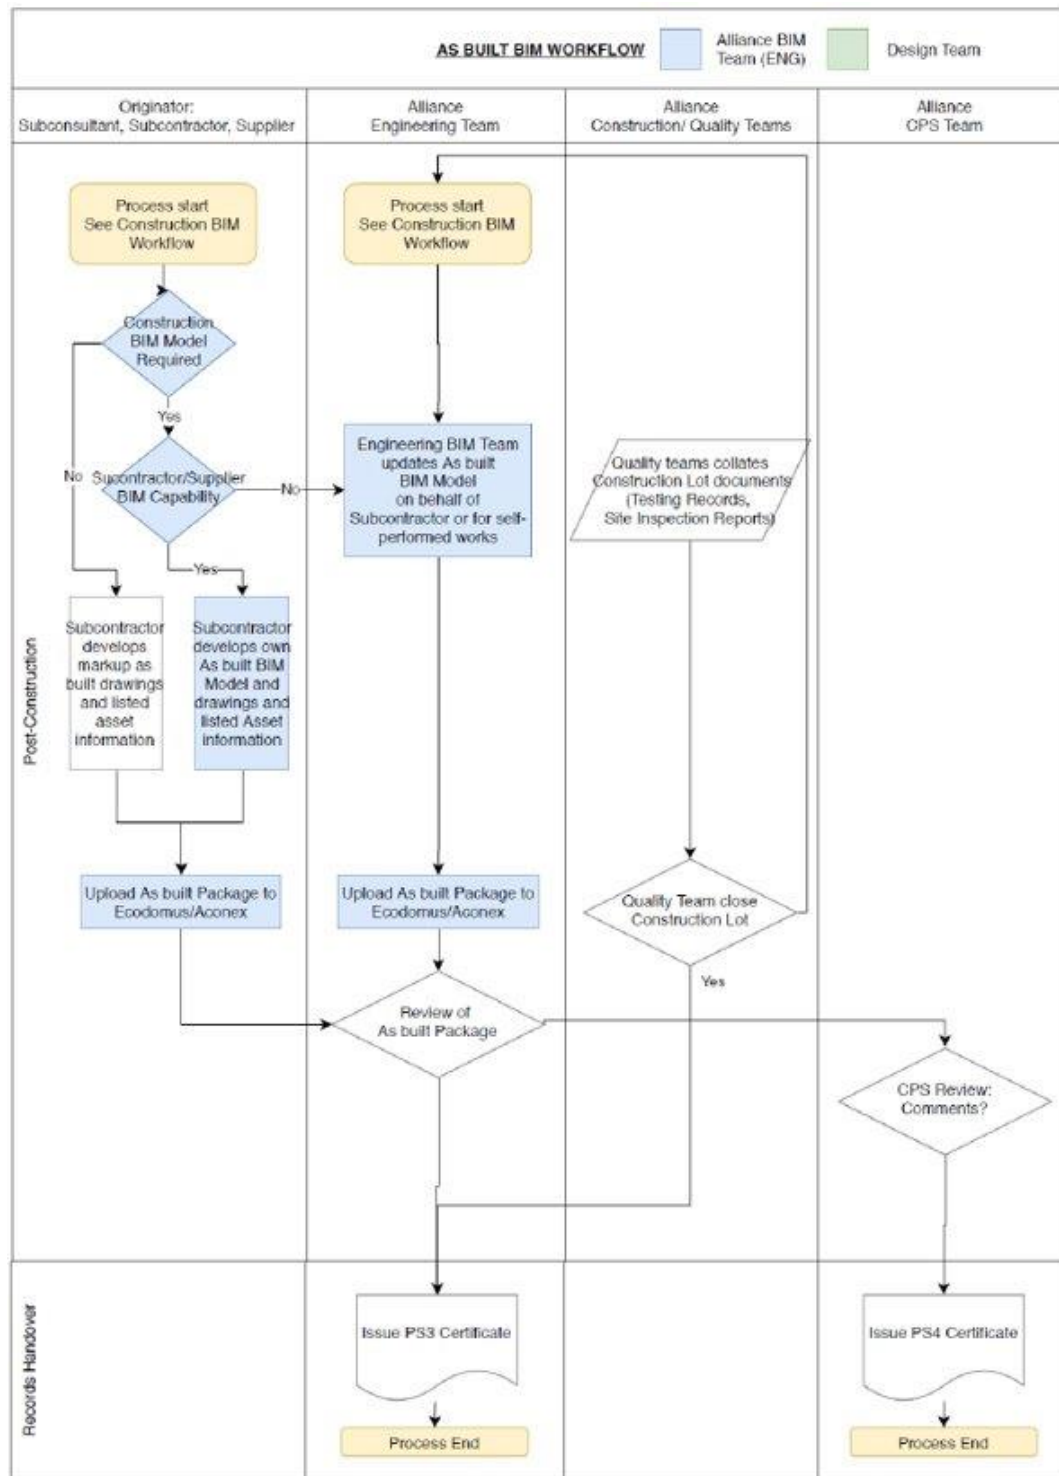 AS BUILT BIM WORKFLOW
Alliance BIM
Team (ENG)
Design Team
Originator:
Subconsultant, Subcontractor, Supplier
Alliance
Engineering Team
Alliance
Construction/ Quality Teams
Alliance
CPS Team
Process start
See Construction BIM
Workflow
Process start
See Construction BIM
Workflow
Construction
BIM Model
Required
Yes
No
Sucontractor/Supplier
BIM Capability
No
Engineering BIM Team
updates As built
BIM Model
on behalf of
Subcontractor or for self-
performed works
Quality teams collates
Construction Lot documents
(Testing Records,
Site Inspection Reports)
Yes
Subcontractor
develops
markup as
built drawings
and listed
asset
information
Subcontractor
develops own
As built BIM
Model and
drawings and
listed Asset
information
Post-Construction
Upload As built Package to
Ecodomus/Aconex
Upload As built Package to
Ecodomus/Aconex
Quality Team close
Construction Lot
Yes
Review of
As built Package
CPS Review:
Comments?
Records Handover
Issue PS3 Certificate
Issue PS4 Certificate
Process End
Process End